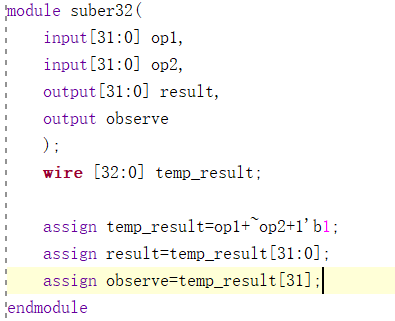 module suber32(
input[31:0] op1,
input[31:0] op2,
output[31:0] result,
output observe
);
wire [32:0] temp_result;
assign temp_result=op1+~op2+1'b1;
assign result=temp_result[31:0];
assign observe=temp_result[31];
endmodule